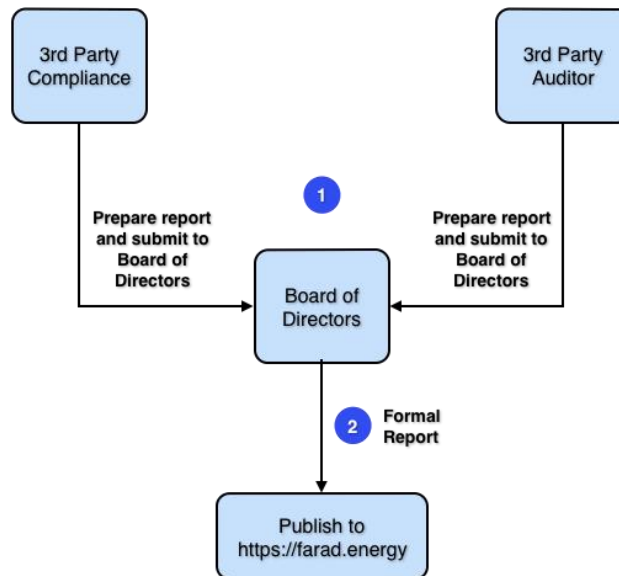 3rd Party
Compliance
3rd Party
Auditor
1
Prepare report
and submit to
Board of
Directors
Prepare report
and submit to
Board of
Directors
Board of
Directors
2
Formal
Report
Publish to
https://farad.energy